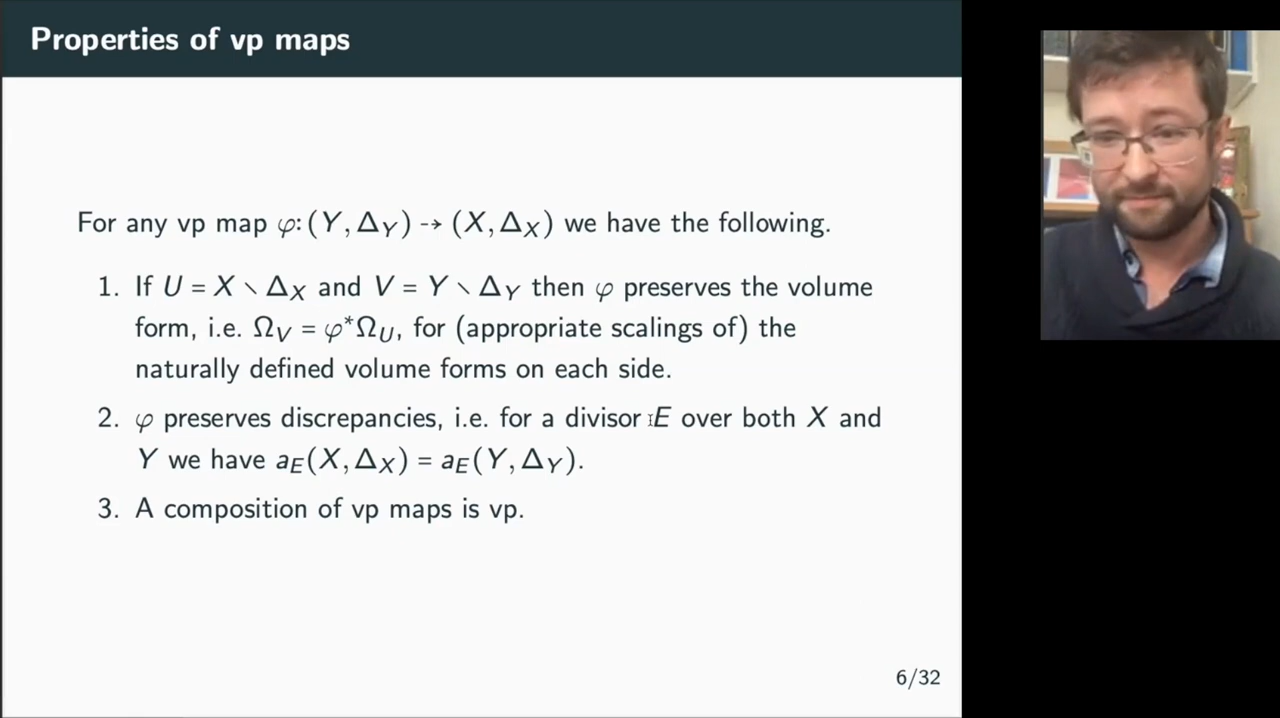 Properties of vp maps
For any vp map φ: (Y, Δ_Y) ⇢ (X, Δ_X) we have the following.
1. If U = X ∖ Δ_X and V = Y ∖ Δ_Y then φ preserves the volume
form, i.e. Ω_V = φ*Ω_U, for (appropriate scalings of) the
naturally defined volume forms on each side.
2. φ preserves discrepancies, i.e. for a divisor E over both X and
Y we have a_E(X, Δ_X) = a_E(Y, Δ_Y).
3. A composition of vp maps is vp.
6/32